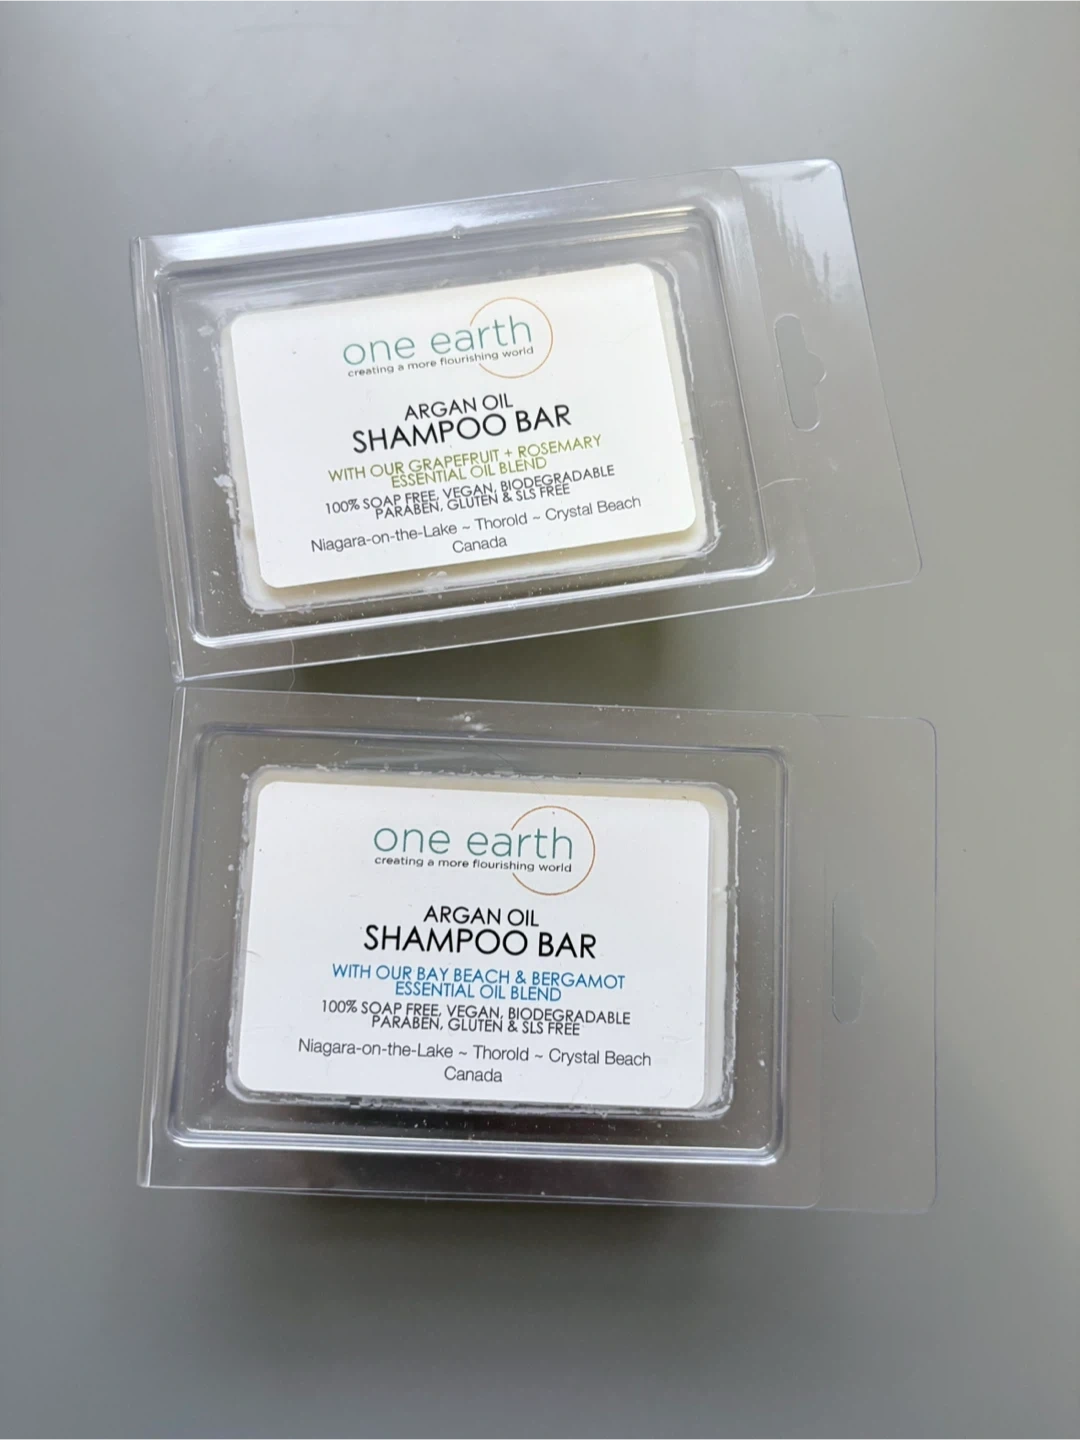 one earth
creating a more flourishing world
ARGAN OIL
SHAMPOO BAR
WITH OUR GRAPEFRUIT + ROSEMARY
ESSENTIAL OIL BLEND
100% SOAP FREE, VEGAN, BIODEGRADABLE
PARABEN, GLUTEN & SLS FREE
Niagara-on-the-Lake ~ Thorold ~ Crystal Beach
Canada
one earth
creating a more flourishing world
ARGAN OIL
SHAMPOO BAR
WITH OUR BAY BEACH & BERGAMOT
ESSENTIAL OIL BLEND
100% SOAP FREE, VEGAN, BIODEGRADABLE
PARABEN, GLUTEN & SLS FREE
Niagara-on-the-Lake ~ Thorold ~ Crystal Beach
Canada